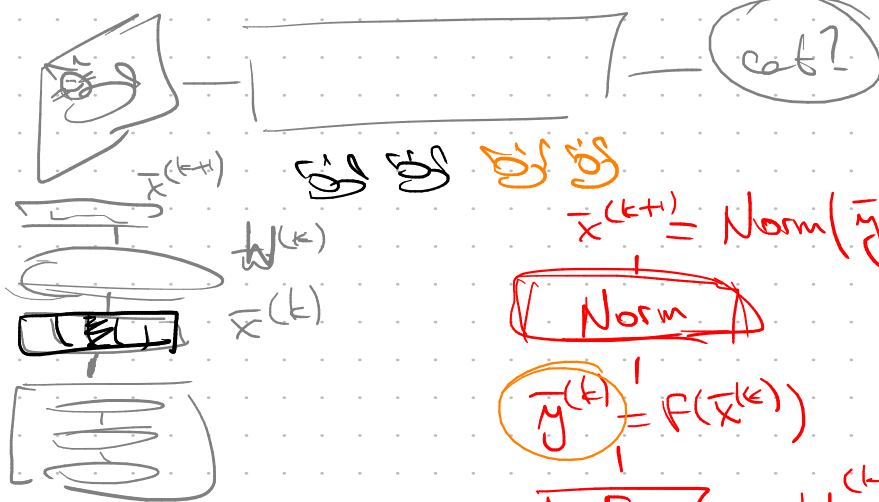 cat?
x̄^(k+1)
W^(k)
x̄^(k)
x̄^(k+1) = Norm(ȳ
Norm
ȳ^(k) = F(x̄^(k))